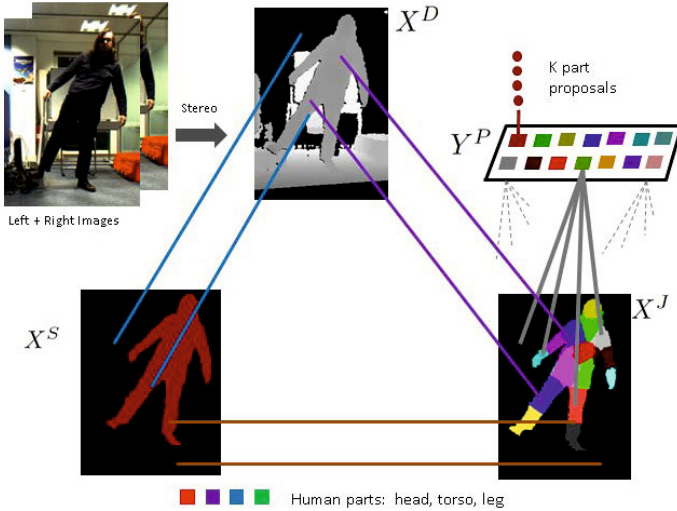 X^D
K part
proposals
Stereo
Y^P
Left + Right Images
X^S
X^J
Human parts: head, torso, leg